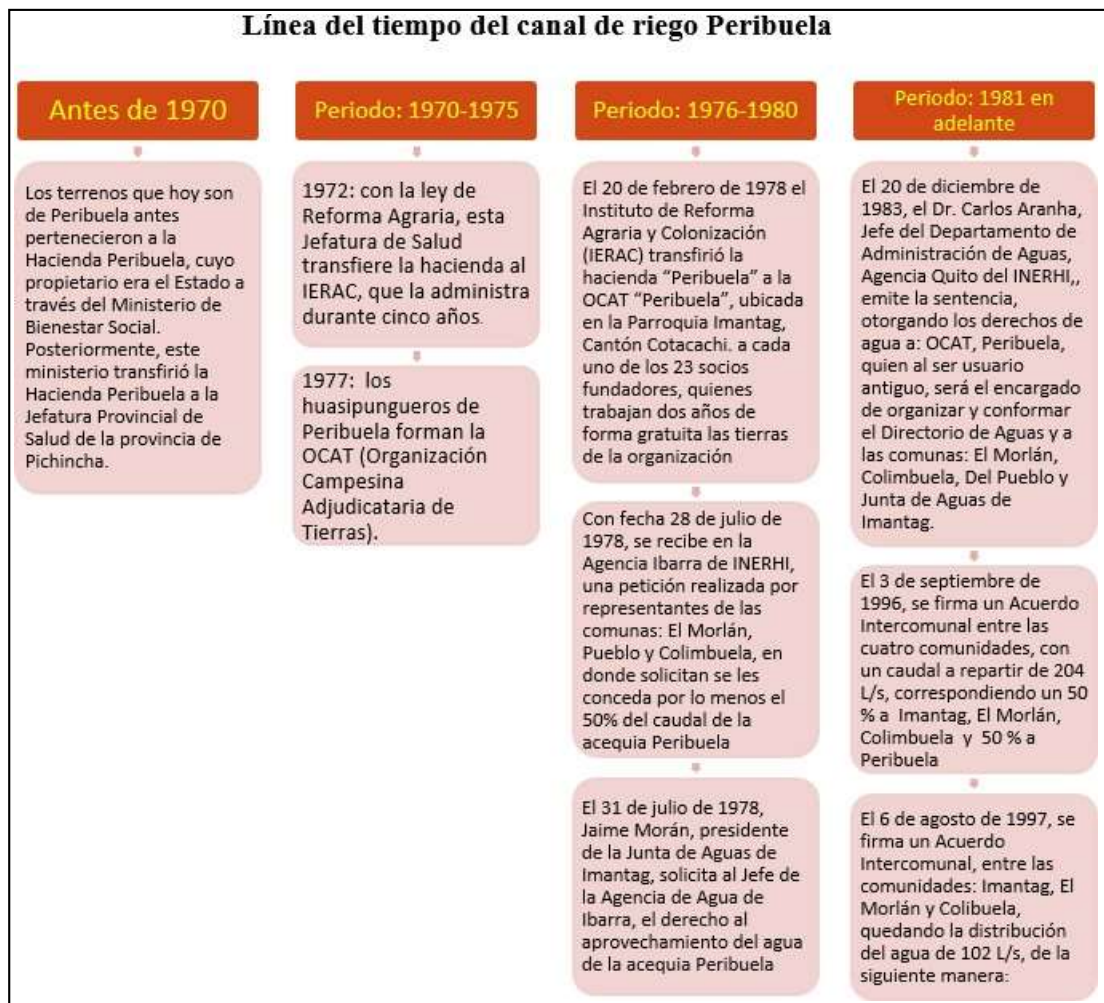 Línea del tiempo del canal de riego Peribuela
Antes de 1970
Los terrenos que hoy son
de Peribuela antes
pertenecieron a la
Hacienda Peribuela, cuyo
propietario era el Estado a
través del Ministerio de
Bienestar Social.
Posteriormente, este
ministerio transfirió la
Hacienda Peribuela a la
Jefatura Provincial de
Salud de la provincia de
Pichincha.
Periodo: 1970-1975
1972: con la ley de
Reforma Agraria, esta
Jefatura de Salud
transfiere la hacienda al
IERAC, que la administra
durante cinco años.
1977: los
huasipungueros de
Peribuela forman la
OCAT (Organización
Campesina
Adjudicataria de
Tierras).
Periodo: 1976-1980
El 20 de febrero de 1978 el
Instituto de Reforma
Agraria y Colonización
(IERAC) transfirió la
hacienda “Peribuela” a la
OCAT “Peribuela”, ubicada
en la Parroquia Imantag,
Cantón Cotacachi. a cada
uno de los 23 socios
fundadores, quienes
trabajan dos años de
forma gratuita las tierras
de la organización
Con fecha 28 de julio de
1978, se recibe en la
Agencia Ibarra de INERHI,
una petición realizada por
representantes de las
comunas: El Morlán,
Pueblo y Colimbuela, en
donde solicitan se les
conceda por lo menos el
50% del caudal de la
acequia Peribuela
El 31 de julio de 1978,
Jaime Morán, presidente
de la Junta de Aguas de
Imantag, solicita al Jefe de
la Agencia de Agua de
Ibarra, el derecho al
aprovechamiento del agua
de la acequia Peribuela
Periodo: 1981 en
adelante
El 20 de diciembre de
1983, el Dr. Carlos Aranha,
Jefe del Departamento de
Administración de Aguas,
Agencia Quito del INERHI,,
emite la sentencia,
otorgando los derechos de
agua a: OCAT, Peribuela,
quien al ser usuario
antiguo, será el encargado
de organizar y conformar
el Directorio de Aguas y a
las comunas: El Morlán,
Colimbuela, Del Pueblo y
Junta de Aguas de
Imantag.
El 3 de septiembre de
1996, se firma un Acuerdo
Intercomunal entre las
cuatro comunidades, con
un caudal a repartir de 204
L/s, correspondiendo un 50
% a Imantag, El Morlán,
Colimbuela y 50 % a
Peribuela
El 6 de agosto de 1997, se
firma un Acuerdo
Intercomunal, entre las
comunidades: Imantag, El
Morlán y Colibuela,
quedando la distribución
del agua de 102 L/s, de la
siguiente manera: